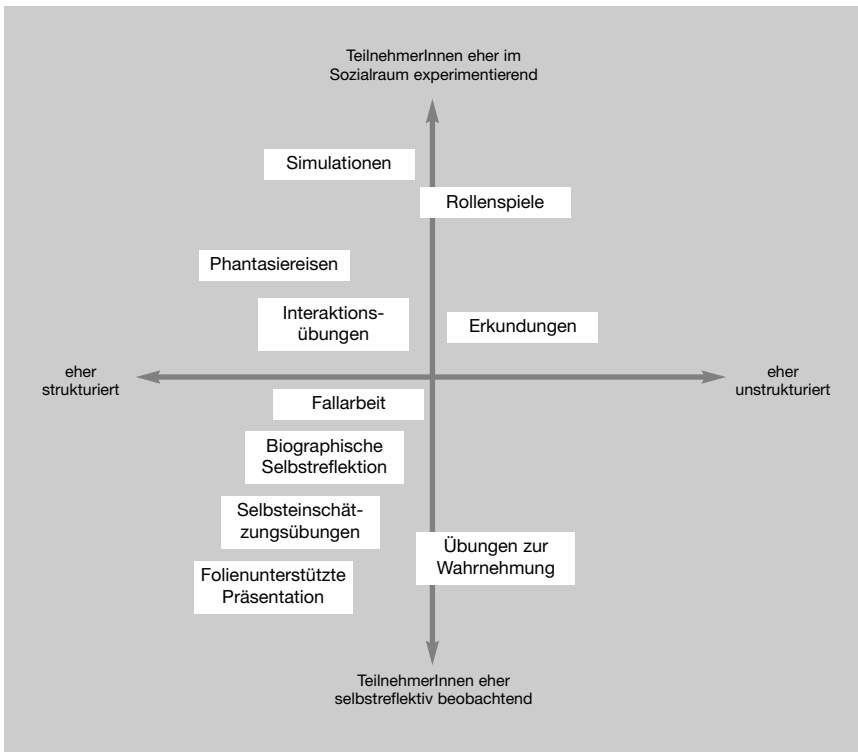 TeilnehmerInnen eher im
Sozialraum experimentierend
Simulationen
Rollenspiele
Phantasiereisen
Interaktions-
übungen
Erkundungen
eher
strukturiert
eher
unstrukturiert
Fallarbeit
Biographische
Selbstreflektion
Selbsteinschät-
zungsübungen
Übungen zur
Wahrnehmung
Folienunterstützte
Präsentation
TeilnehmerInnen eher
selbstreflektiv beobachtend